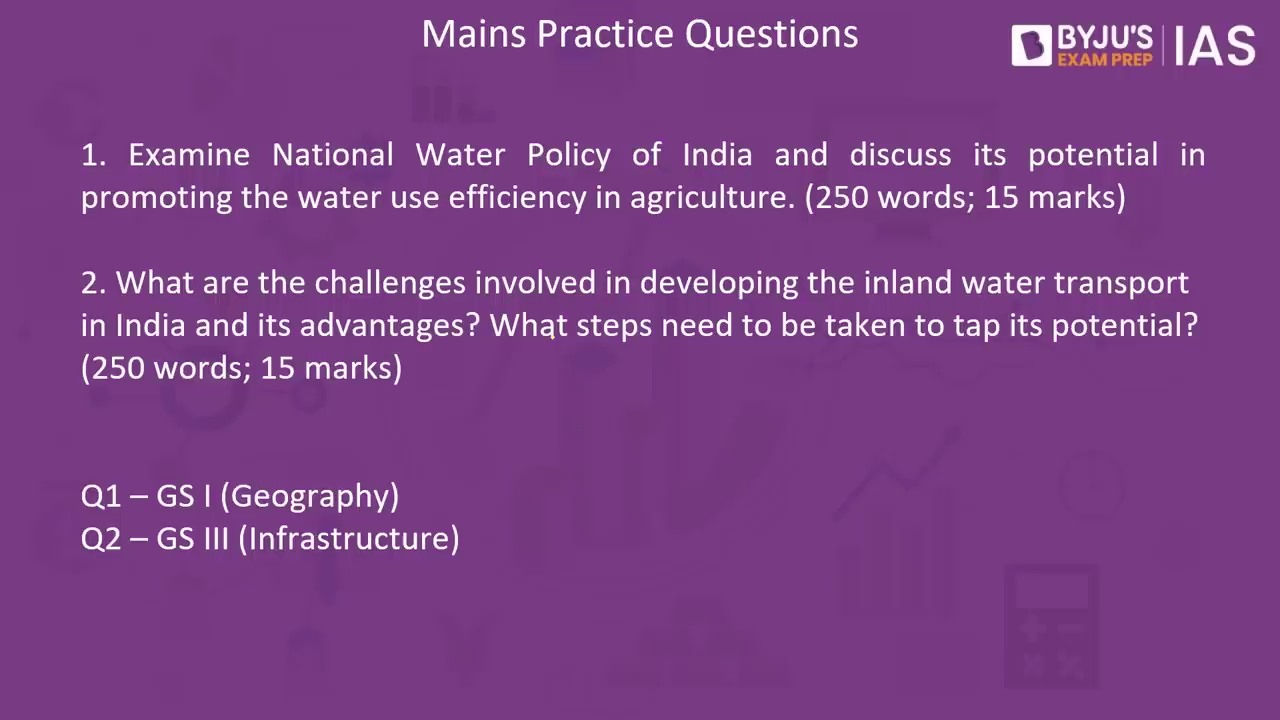 Mains Practice Questions
BYJU'S
EXAM PREP
IAS
1. Examine National Water Policy of India and discuss its potential in
promoting the water use efficiency in agriculture. (250 words; 15 marks)
2. What are the challenges involved in developing the inland water transport
in India and its advantages? What steps need to be taken to tap its potential?
(250 words; 15 marks)
Q1 – GS I (Geography)
Q2 – GS III (Infrastructure)